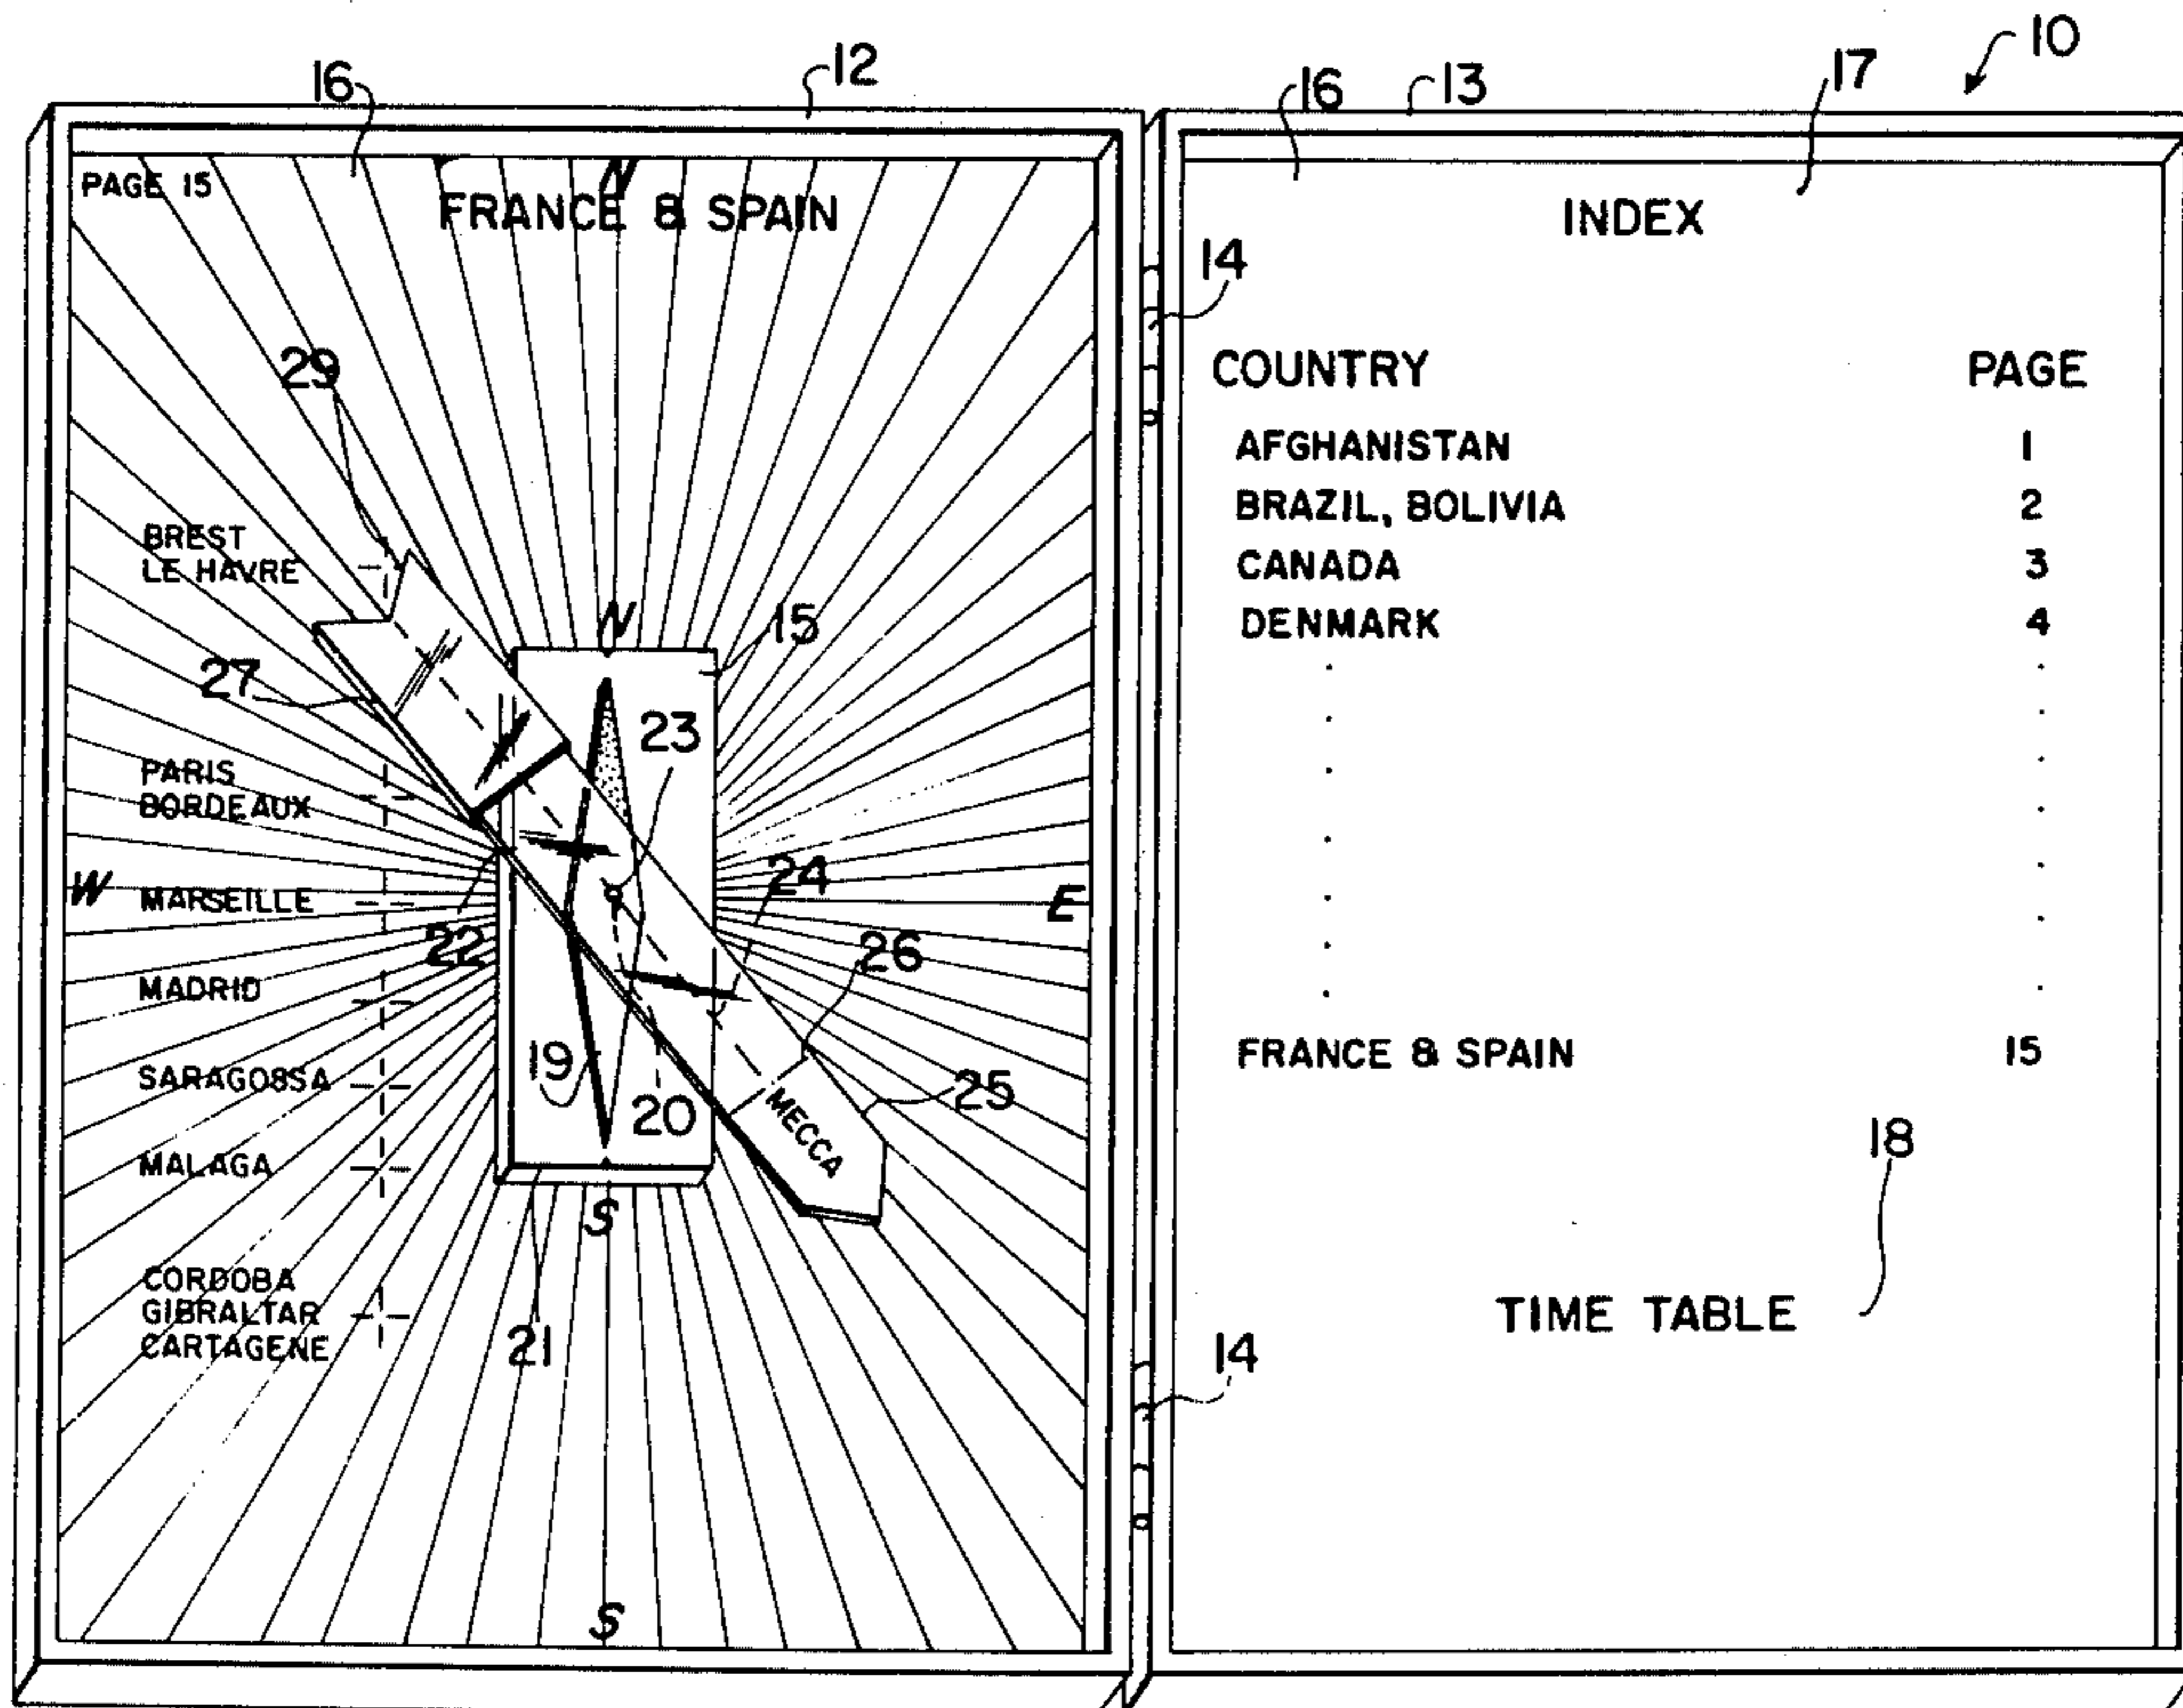 10
12
17
16
16
13
PAGE 15
N
FRANCE & SPAIN
INDEX
14
29
COUNTRY PAGE
AFGHANISTAN 1
BRAZIL, BOLIVIA 2
CANADA 3
DENMARK 4
BREST
LE HAVRE
N
15
27
23
PARIS
BORDEAUX
24
W
MARSEILLE
E
22
26
MADRID
19
FRANCE & SPAIN 15
SARAGOSSA
20
25
MECCA
18
MALAGA
S
CORDOBA
GIBRALTAR
CARTAGENE
21
TIME TABLE
14
S